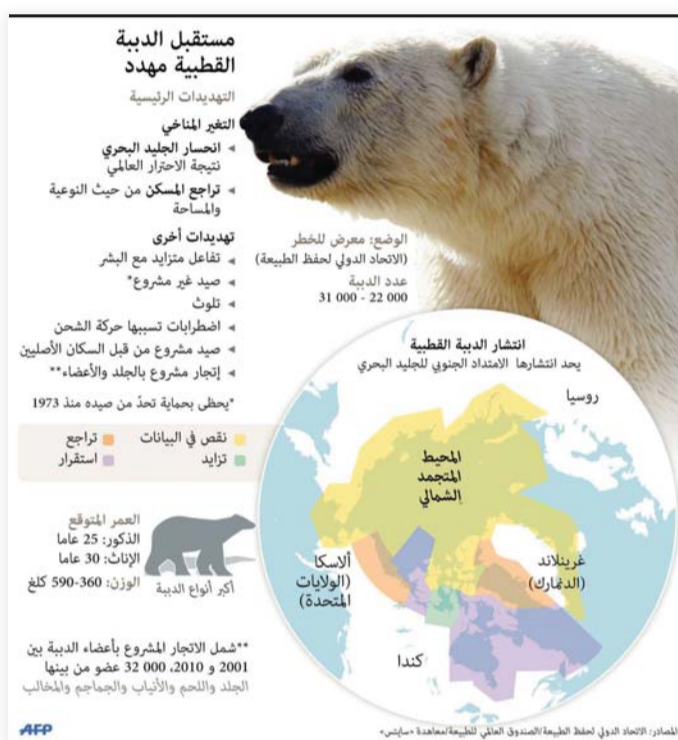 مستقبل الدببة
القطبية مهدد
التهديدات الرئيسية
التغير المناخي
انحسار الجليد البحري
نتيجة الاحترار العالمي
تراجع المسكن من حيث النوعية
والمساحة
تهديدات أخرى
تفاعل متزايد مع البشر
صيد غير مشروع*
تلوث
اضطرابات تسببها حركة الشحن
صيد مشروع من قبل السكان الأصليين
إتجار مشروع بالجلد والأعضاء**
*يحظى بحماية تحدّ من صيده منذ 1973
الوضع: معرض للخطر
(الاتحاد الدولي لحفظ الطبيعة)
عدد الدببة
22 000 - 31 000
انتشار الدببة القطبية
يحد انتشارها الامتداد الجنوبي للجليد البحري
روسيا
المحيط
المتجمد
الشمالي
غرينلاند
(الدنمارك)
ألاسكا
(الولايات
المتحدة)
كندا
نقص في البيانات
تراجع
تزايد
استقرار
العمر المتوقع
الذكور: 25 عاما
الإناث: 30 عاما
الوزن: 360-590 كلغ
أكبر أنواع الدببة
**شمل الاتجار المشروع بأعضاء الدببة بين
2001 و 2010، 32 000 عضو من بينها
الجلد واللحم والأنياب والجماجم والمخالب
المصادر: الاتحاد الدولي لحفظ الطبيعة/الصندوق العالمي للطبيعة/معاهدة «سايتس»
AFP